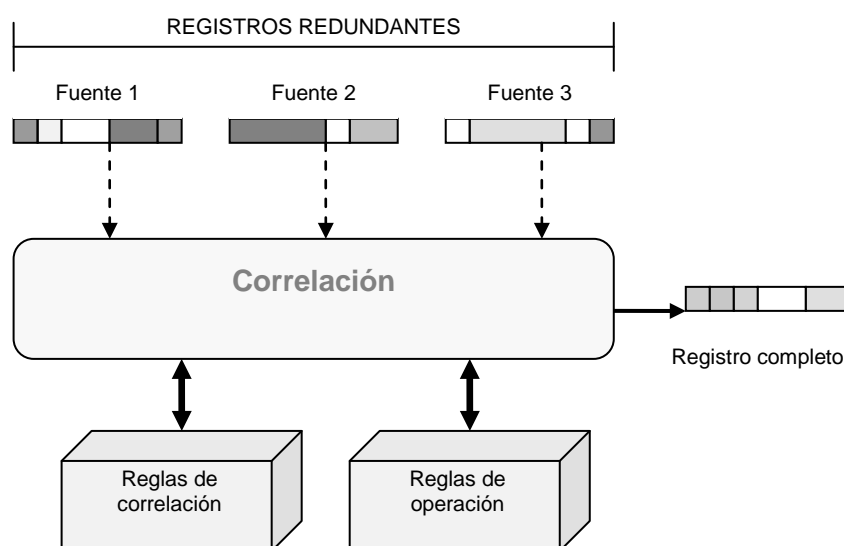 REGISTROS REDUNDANTES
Fuente 1
Fuente 2
Fuente 3
Correlación
Registro completo
Reglas de
correlación
Reglas de
operación